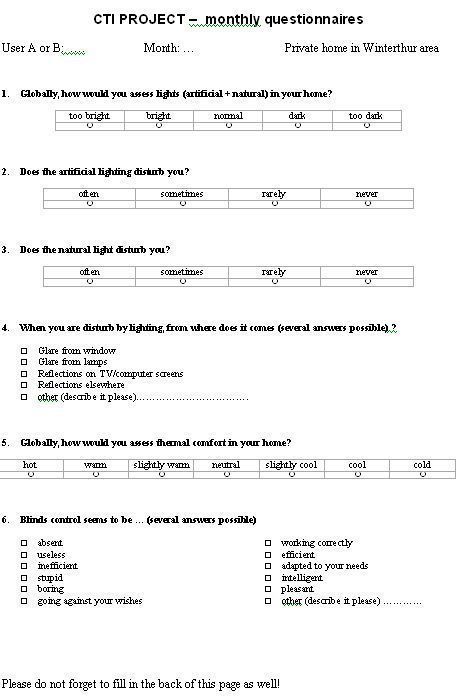 CTI PROJECT – monthly questionnaires
User A or B:..... Month: ... Private home in Winterthur area
1. Globally, how would you assess lights (artificial + natural) in your home?
too bright bright normal dark too dark
2. Does the artificial lighting disturb you?
often sometimes rarely never
3. Does the natural light disturb you?
often sometimes rarely never
4. When you are disturb by lighting, from where does it comes (several answers possible) ?
Glare from window
Glare from lamps
Reflections on TV/computer screens
Reflections elsewhere
other (describe it please)..................................
5. Globally, how would you assess thermal comfort in your home?
hot warm slightly warm neutral slightly cool cool cold
6. Blinds control seems to be ... (several answers possible)
absent working correctly
useless efficient
inefficient adapted to your needs
stupid intelligent
boring pleasant
going against your wishes other (describe it please) ............
Please do not forget to fill in the back of this page as well!